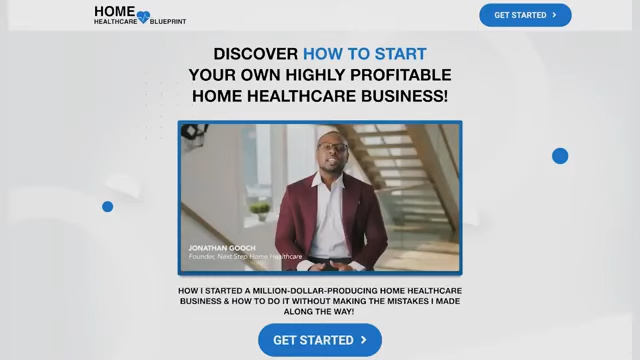 HOME
HEALTHCARE BLUEPRINT
GET STARTED
DISCOVER HOW TO START
YOUR OWN HIGHLY PROFITABLE
HOME HEALTHCARE BUSINESS!
JONATHAN GOOCH
Founder, Next Step Home Healthcare
HOW I STARTED A MILLION-DOLLAR-PRODUCING HOME HEALTHCARE
BUSINESS & HOW TO DO IT WITHOUT MAKING THE MISTAKES I MADE
ALONG THE WAY!
GET STARTED